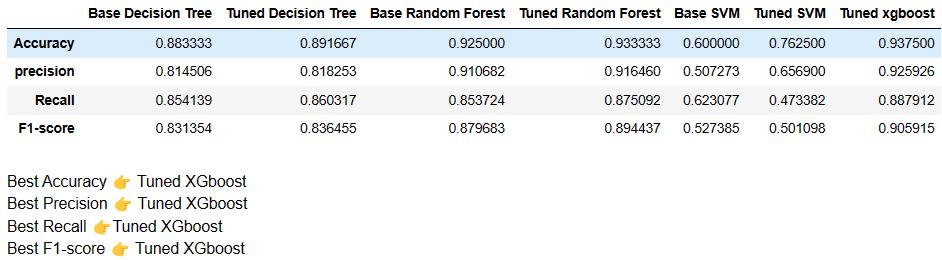 Base Decision Tree Tuned Decision Tree Base Random Forest Tuned Random Forest Base SVM Tuned SVM Tuned xgboost
Accuracy 0.883333 0.891667 0.925000 0.933333 0.600000 0.762500 0.937500
precision 0.814506 0.818253 0.910682 0.916460 0.507273 0.656900 0.925926
Recall 0.854139 0.860317 0.853724 0.875092 0.623077 0.473382 0.887912
F1-score 0.831354 0.836455 0.879683 0.894437 0.527385 0.501098 0.905915
Best Accuracy 👉 Tuned XGboost
Best Precision 👉 Tuned XGboost
Best Recall 👉Tuned XGboost
Best F1-score 👉 Tuned XGboost